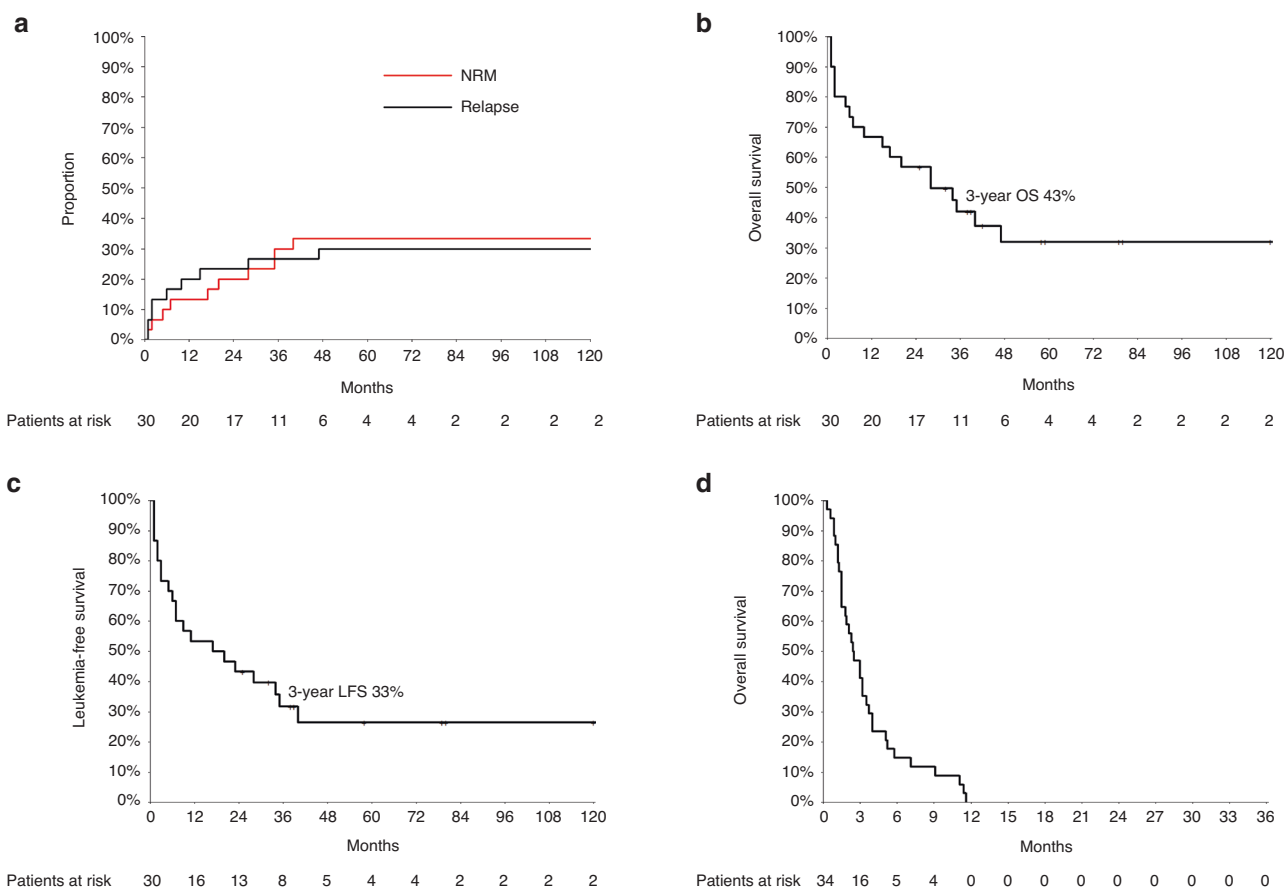 a
100%
90%
80%
70%
60%
50%
40%
30%
20%
10%
0%
Proportion
NRM
Relapse
0 12 24 36 48 60 72 84 96 108 120
Months
Patients at risk 30 20 17 11 6 4 4 2 2 2 2
b
100%
90%
80%
70%
60%
50%
40%
30%
20%
10%
0%
Overall survival
3-year OS 43%
0 12 24 36 48 60 72 84 96 108 120
Months
Patients at risk 30 20 17 11 6 4 4 2 2 2 2
c
100%
90%
80%
70%
60%
50%
40%
30%
20%
10%
0%
Leukemia-free survival
3-year LFS 33%
0 12 24 36 48 60 72 84 96 108 120
Months
Patients at risk 30 16 13 8 5 4 4 2 2 2 2
d
100%
90%
80%
70%
60%
50%
40%
30%
20%
10%
0%
Overall survival
0 3 6 9 12 15 18 21 24 27 30 33 36
Months
Patients at risk 34 16 5 4 0 0 0 0 0 0 0 0 0